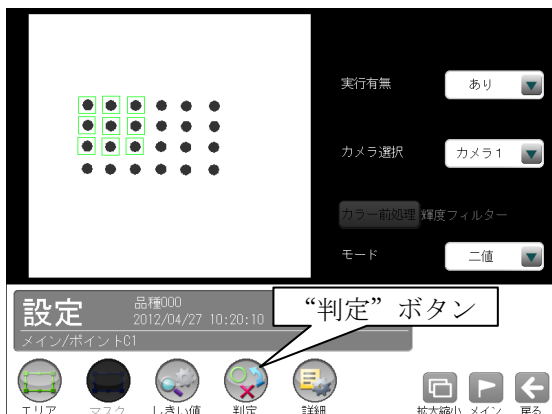 実行有無 あり
カメラ選択 カメラ1
カラー前処理 輝度フィルター
モード 二値
設定 品種000
2012/04/27 10:20:10
メイン/ポイント01
“判定” ボタン
エリア マスク しきい値 判定 詳細 拡大縮小 メイン 戻る